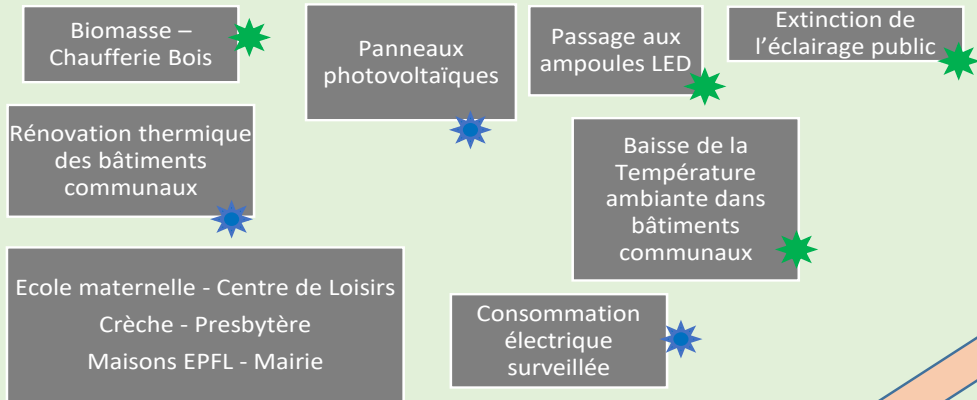 Biomasse –
Chaufferie Bois
Panneaux
photovoltaïques
Passage aux
ampoules LED
Extinction de
l'éclairage public
Rénovation thermique
des bâtiments
communaux
Baisse de la
Température
ambiante dans
bâtiments
communaux
Ecole maternelle - Centre de Loisirs
Crèche - Presbytère
Maisons EPFL - Mairie
Consommation
électrique
surveillée